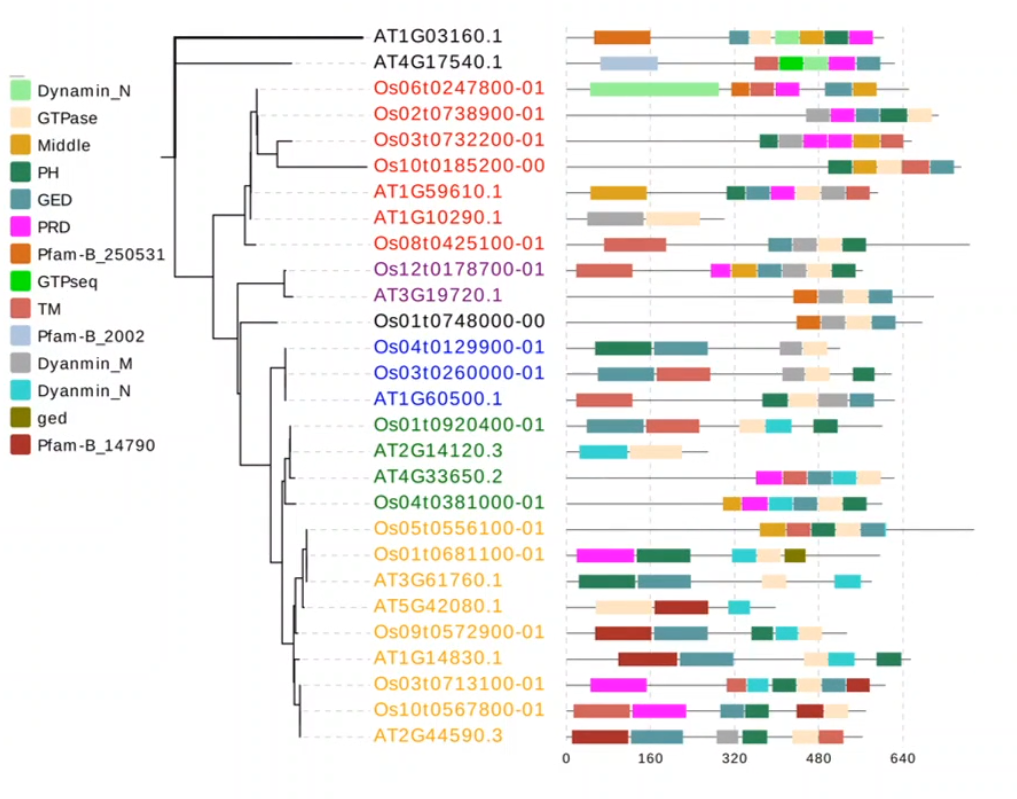 Dynamin_N
GTPase
Middle
PH
GED
PRD
Pfam-B_250531
GTPseq
TM
Pfam-B_2002
Dyanmin_M
Dyanmin_N
ged
Pfam-B_14790
AT1G03160.1
AT4G17540.1
Os06t0247800-01
Os02t0738900-01
Os03t0732200-01
Os10t0185200-00
AT1G59610.1
AT1G10290.1
Os08t0425100-01
Os12t0178700-01
AT3G19720.1
Os01t0748000-00
Os04t0129900-01
Os03t0260000-01
AT1G60500.1
Os01t0920400-01
AT2G14120.3
AT4G33650.2
Os04t0381000-01
Os05t0556100-01
Os01t0681100-01
AT3G61760.1
AT5G42080.1
Os09t0572900-01
AT1G14830.1
Os03t0713100-01
Os10t0567800-01
AT2G44590.3
0 160 320 480 640